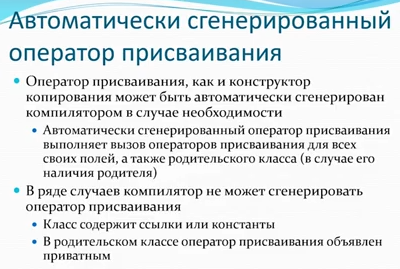 Автоматически сгенерированный
оператор присваивания
Оператор присваивания, как и конструктор
копирования может быть автоматически сгенерирован
компилятором в случае необходимости
Автоматически сгенерированный оператор присваивания
выполняет вызов операторов присваивания для всех
своих полей, а также родительского класса (в случае его
наличия родителя)
В ряде случаев компилятор не может сгенерировать
оператор присваивания
Класс содержит ссылки или константы
В родительском классе оператор присваивания объявлен
приватным